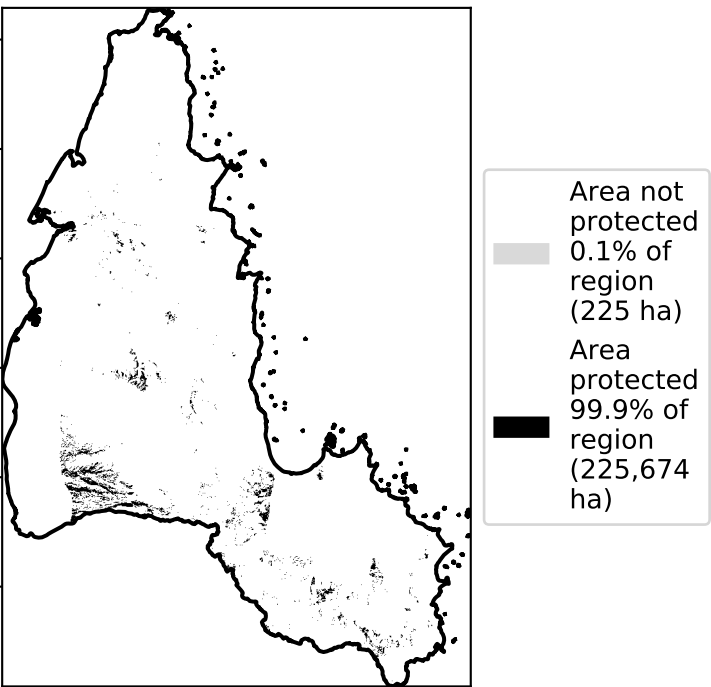 Area not
protected
0.1% of
region
(225 ha)
Area
protected
99.9% of
region
(225,674
ha)